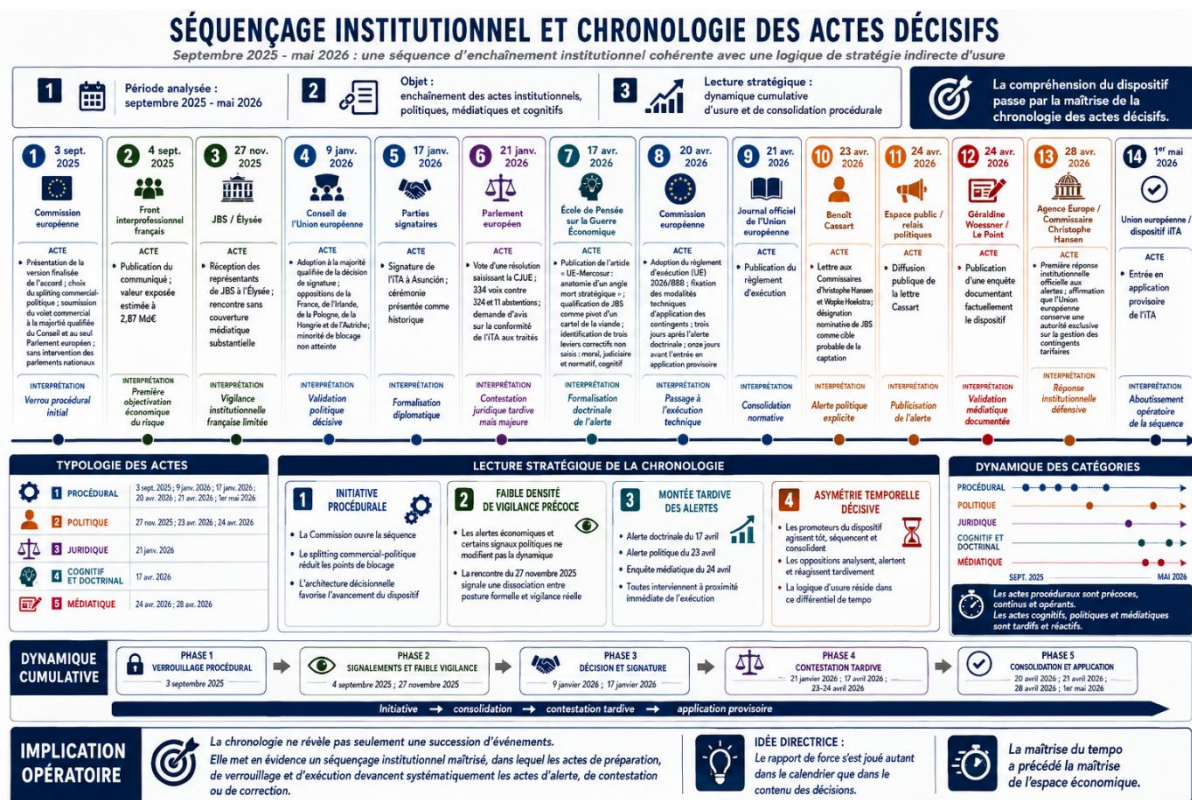 SÉQUENÇAGE INSTITUTIONNEL ET CHRONOLOGIE DES ACTES DÉCISIFS
Septembre 2025 - mai 2026 : une séquence d'enchaînement institutionnel cohérente avec une logique de stratégie indirecte d'usure
1
Période analysée :
septembre 2025 - mai 2026
2
Objet :
enchaînement des actes institutionnels,
politiques, médiatiques et cognitifs
3
Lecture stratégique :
dynamique cumulative
d'usure et de consolidation procédurale
La compréhension du dispositif
passe par la maîtrise de la
chronologie des actes décisifs.
1
3 sept.
2025
Commission
européenne
ACTE
• Présentation de la
version finalisée
de l'accord ; choix
du splitting commercial-
politique ; soumission
du volet commercial
à la majorité qualifiée
du Conseil et au seul
Parlement européen ;
sans intervention des
parlements nationaux
INTERPRÉTATION
Verrou procédural
initial
2
4 sept.
2025
Front
interprofessionnel
français
ACTE
• Publication du
communiqué ;
valeur exposée
estimée à
2,87 Md€
INTERPRÉTATION
Première
objectivation
économique
du risque
3
27 nov.
2025
JBS / Élysée
ACTE
• Réception des
représentants
de JBS à l'Élysée ;
rencontre sans
couverture
médiatique
substantielle
INTERPRÉTATION
Vigilance
institutionnelle
française limitée
4
9 janv.
2026
Conseil de
l'Union européenne
ACTE
• Adoption à la majorité
qualifiée de la décision
de signature ;
oppositions de la
France, de l'Irlande,
de la Pologne, de la
Hongrie et de l'Autriche ;
minorité de blocage
non atteinte
INTERPRÉTATION
Validation
politique
décisive
5
17 janv.
2026
Parties
signataires
ACTE
• Signature de
l'ITA à Asunción ;
cérémonie
présentée comme
historique
INTERPRÉTATION
Formalisation
diplomatique
6
21 janv.
2026
Parlement
européen
ACTE
• Vote d'une résolution
saisissant la CJUE ;
334 voix contre
324 et 11 abstentions ;
demande d'avis
sur la conformité
de l'ITA aux traités
INTERPRÉTATION
Contestation
juridique tardive
mais majeure
7
17 avr.
2026
École de Pensée
sur la Guerre
Économique
ACTE
• Publication de l'article
« UE-Mercosur :
anatomie d'un angle
mort stratégique » ;
qualification de JBS
comme pivot d'un
cartel de la viande ;
identification de trois
leviers correctifs non
saisis : moral, judiciaire
et normatif, cognitif
INTERPRÉTATION
Formalisation
doctrinale
de l'alerte
8
20 avr.
2026
Commission
européenne
ACTE
• Adoption du règlement
d'exécution (UE)
2026/888 ; fixation
des modalités
techniques
d'application des
contingents ; trois jours
après l'alerte
doctrinale ; onze jours
avant l'entrée en
application provisoire
INTERPRÉTATION
Passage à
l'exécution
technique
9
21 avr.
2026
Journal officiel
de l'Union
européenne
ACTE
• Publication du
règlement
d'exécution
INTERPRÉTATION
Consolidation
normative
10
23 avr.
2026
Benoît
Cassart
ACTE
• Lettre aux
Commissaires
d'hristophe Hansen
et Wopke Hoekstra ;
désignation
nominative de JBS
comme cible
probable de la
captation
INTERPRÉTATION
Alerte politique
explicite
11
24 avr.
2026
Espace public /
relais
politiques
ACTE
• Diffusion
publique
de la lettre
Cassart
INTERPRÉTATION
Publicisation
de l'alerte
12
24 avr.
2026
Géraldine
Woessner /
Le Point
ACTE
• Publication
d'une enquête
documentant
factuellement
le dispositif
INTERPRÉTATION
Validation
médiatique
documentée
13
28 avr.
2026
Agence Europe /
Commissaire
Christophe
Hansen
ACTE
• Première réponse
institutionnelle
officielle aux
alertes ; affirmation
que l'Union
européenne
conserve une
autorité exclusive
sur la gestion des
contingents
tarifaires
INTERPRÉTATION
Réponse
institutionnelle
défensive
14
1er mai
2026
Union européenne /
dispositif iITA
ACTE
• Entrée en
application
provisoire
de l'ITA
INTERPRÉTATION
Aboutissement
opératoire
de la séquence
TYPOLOGIE DES ACTES
1 PROCÉDURAL
3 sept. 2025 ; 9 janv. 2026 ; 17 janv. 2026 ;
20 avr. 2026 ; 21 avr. 2026 ; 1er mai 2026
2 POLITIQUE
27 nov. 2025 ; 23 avr. 2026 ; 24 avr. 2026
3 JURIDIQUE
21 janv. 2026
4 COGNITIF
ET DOCTRINAL
17 avr. 2026
5 MÉDIATIQUE
24 avr. 2026 ; 28 avr. 2026
LECTURE STRATÉGIQUE DE LA CHRONOLOGIE
1
INITIATIVE
PROCÉDURALE
• La Commission ouvre la séquence
• Le splitting commercial-politique
réduit les points de blocage
• L'architecture décisionnelle
favorise l'avancement du dispositif
2
FAIBLE DENSITÉ
DE VIGILANCE PRÉCOCE
• Les alertes économiques et
certains signaux politiques ne
modifient pas la dynamique
• La rencontre du 27 novembre 2025
signale une dissociation entre
posture formelle et vigilance réelle
3
MONTÉE TARDIVE
DES ALERTES
• Alerte doctrinale du 17 avril
• Alerte politique du 23 avril
• Enquête médiatique du 24 avril
• Toutes interviennent à proximité
immédiate de l'exécution
4
ASYMÉTRIE TEMPORELLE
DÉCISIVE
• Les promoteurs du dispositif
agissent tôt, séquencent et
consolident
• Les oppositions analysent, alertent
et réagissent tardivement
• La logique d'usure réside dans
ce différentiel de tempo
DYNAMIQUE DES CATÉGORIES
PROCÉDURAL
POLITIQUE
JURIDIQUE
COGNITIF ET
DOCTRINAL
MÉDIATIQUE
SEPT. 2025
MAI 2026
Les actes procéduraux sont précoces,
continus et opérants.
Les actes cognitifs, politiques et médiatiques
sont tardifs et réactifs.
DYNAMIQUE
CUMULATIVE
PHASE 1
VERROUILLAGE PROCÉDURAL
3 septembre 2025
PHASE 2
SIGNALEMENTS ET FAIBLE VIGILANCE
4 septembre 2025 ; 27 novembre 2025
PHASE 3
DÉCISION ET SIGNATURE
9 janvier 2026 ; 17 janvier 2026
PHASE 4
CONTESTATION TARDIVE
21 janvier 2026 ; 17 avril 2026 ;
23-24 avril 2026
PHASE 5
CONSOLIDATION ET APPLICATION
20 avril 2026 ; 21 avril 2026 ;
28 avril 2026 ; 1er mai 2026
Initiative → consolidation → contestation tardive → application provisoire
IMPLICATION
OPÉRATOIRE
La chronologie ne révèle pas seulement une succession d'événements.
Elle met en évidence un séquençage institutionnel maîtrisé, dans lequel les actes de préparation,
de verrouillage et d'exécution devancent systématiquement les actes d'alerte, de contestation
ou de correction.
IDÉE DIRECTRICE :
Le rapport de force s'est joué autant
dans le calendrier que dans le
contenu des décisions.
La maîtrise du tempo
a précédé la maîtrise
de l'espace économique.